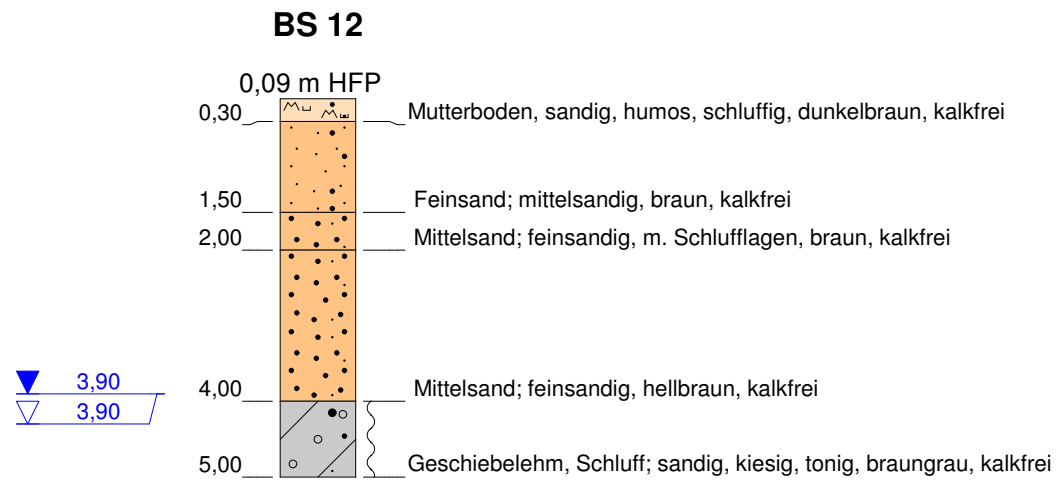 BS 12
0,09 m HFP
0,30 Mutterboden, sandig, humos, schluffig, dunkelbraun, kalkfrei
1,50 Feinsand; mittelsandig, braun, kalkfrei
2,00 Mittelsand; feinsandig, m. Schlufflagen, braun, kalkfrei
3,90
4,00 Mittelsand; feinsandig, hellbraun, kalkfrei
3,90
5,00 Geschiebelehm, Schluff; sandig, kiesig, tonig, braungrau, kalkfrei